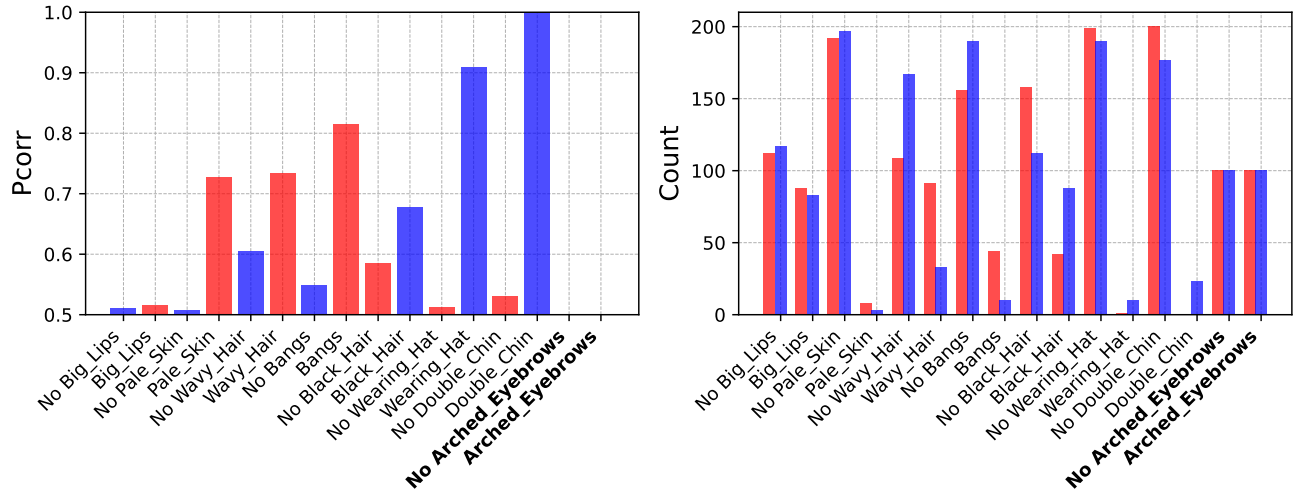 1.0
0.9
0.8
0.7
0.6
0.5
Pcorr
No Big_Lips
Big_Lips
No Pale_Skin
Pale_Skin
No Wavy_Hair
Wavy_Hair
No Bangs
Bangs
No Black_Hair
Black_Hair
No Wearing_Hat
Wearing_Hat
No Double_Chin
Double_Chin
No Arched_Eyebrows
Arched_Eyebrows
200
150
100
50
0
Count
No Big_Lips
Big_Lips
No Pale_Skin
Pale_Skin
No Wavy_Hair
Wavy_Hair
No Bangs
Bangs
No Black_Hair
Black_Hair
No Wearing_Hat
Wearing_Hat
No Double_Chin
Double_Chin
No Arched_Eyebrows
Arched_Eyebrows